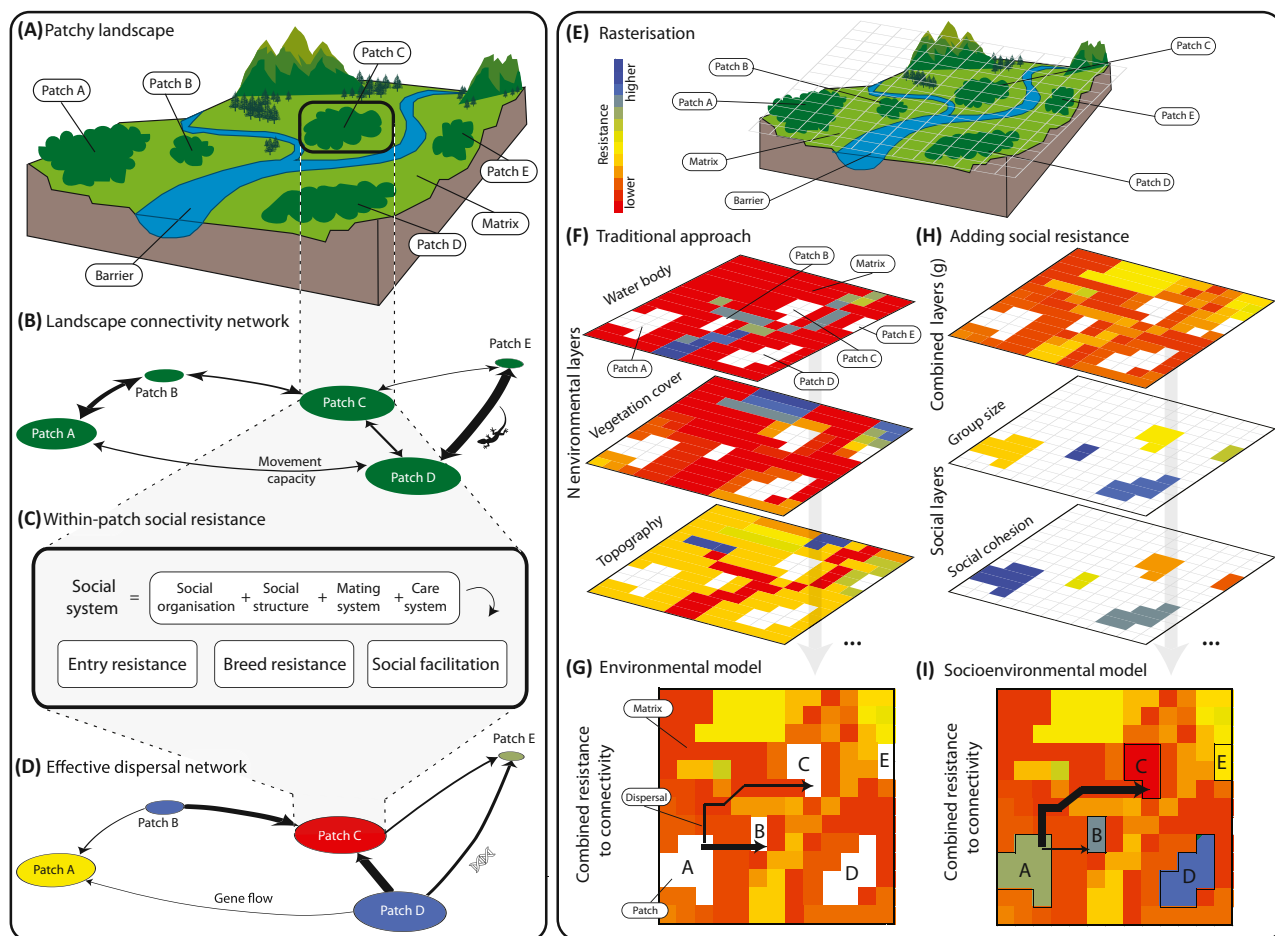 (A) Patchy landscape
Patch A
Patch B
Patch C
Patch E
Matrix
Patch D
Barrier
(B) Landscape connectivity network
Patch E
Patch B
Patch C
Patch A
Movement
capacity
Patch D
(C) Within-patch social resistance
Social
system
=
Social
organisation
+
Social
structure
+
Mating
system
+
Care
system
Entry resistance
Breed resistance
Social facilitation
(D) Effective dispersal network
Patch E
Patch B
Patch C
Patch A
Gene flow
Patch D
(E) Rasterisation
higher
Resistance
lower
Patch C
Patch B
Patch A
Patch E
Matrix
Patch D
Barrier
(F) Traditional approach
N environmental layers
Water body
Patch B
Matrix
Patch E
Patch A
Patch C
Patch D
Vegetation cover
Topography
...
(G) Environmental model
Combined resistance
to connectivity
Matrix
Dispersal
Patch
A
B
C
D
E
(H) Adding social resistance
Combined layers (g)
Social layers
Group size
Social cohesion
...
(I) Socioenvironmental model
Combined resistance
to connectivity
A
B
C
D
E